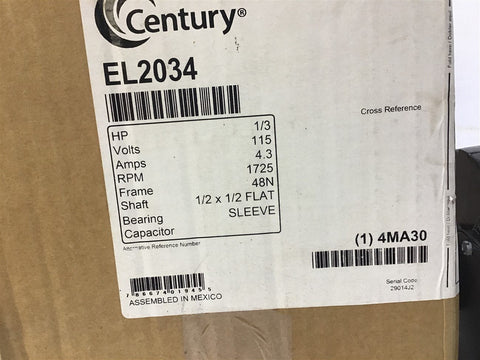 Century®
EL2034
Cross Reference
HP 1/3
Volts 115
Amps 4.3
RPM 1725
Frame 48N
Shaft 1/2 x 1/2 FLAT
Bearing SLEEVE
Capacitor
Alternative Reference Number
(1) 4MA30
786674019455
ASSEMBLED IN MEXICO
Serial Code